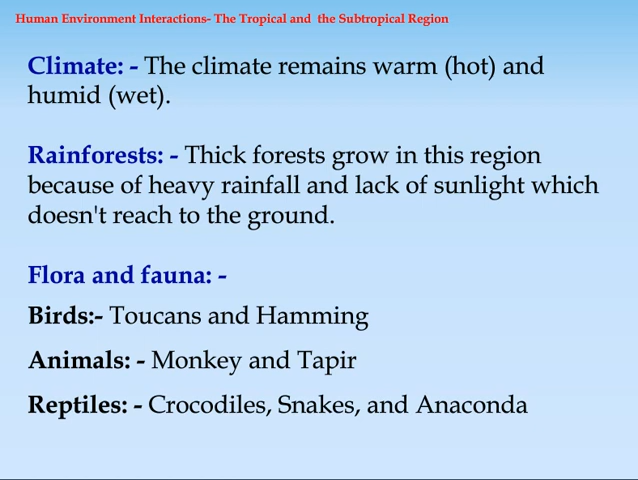 Human Environment Interactions- The Tropical and the Subtropical Region
Climate: - The climate remains warm (hot) and
humid (wet).
Rainforests: - Thick forests grow in this region
because of heavy rainfall and lack of sunlight which
doesn't reach to the ground.
Flora and fauna: -
Birds:- Toucans and Hamming
Animals: - Monkey and Tapir
Reptiles: - Crocodiles, Snakes, and Anaconda